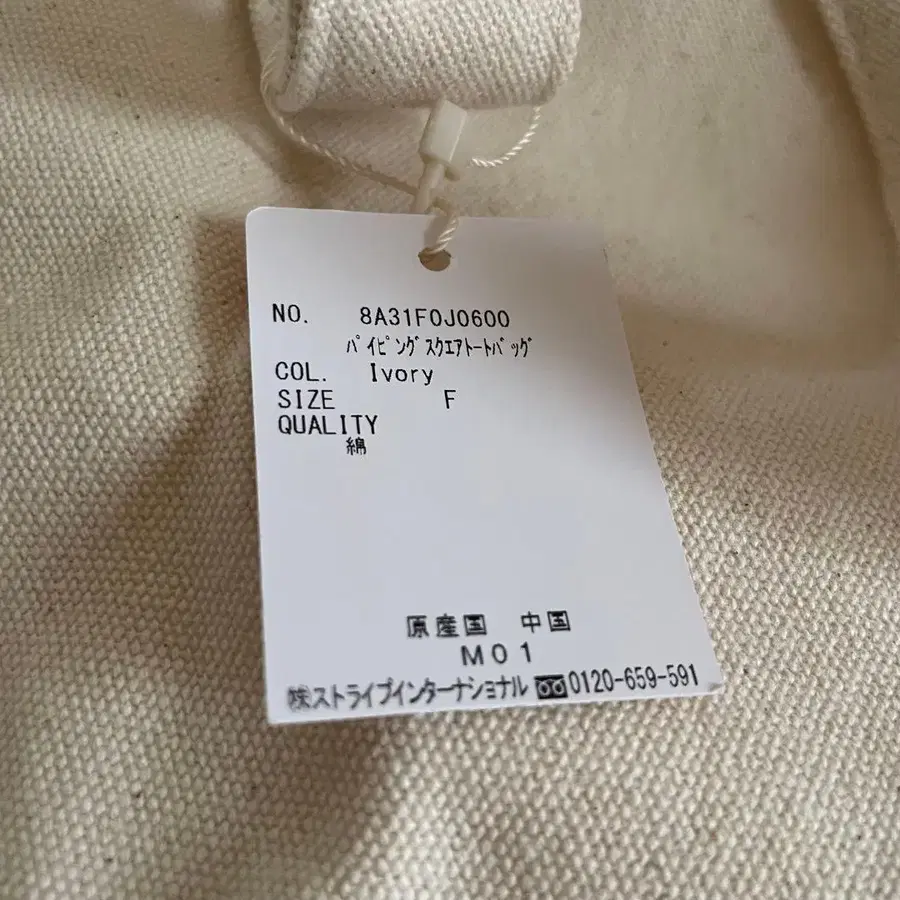 NO. 8A31F0J0600
パイピングスクエアトートバッグ
COL. Ivory
SIZE F
QUALITY
綿
原産国 中国
M01
㈱ストライプインターナショナル 0120-659-591